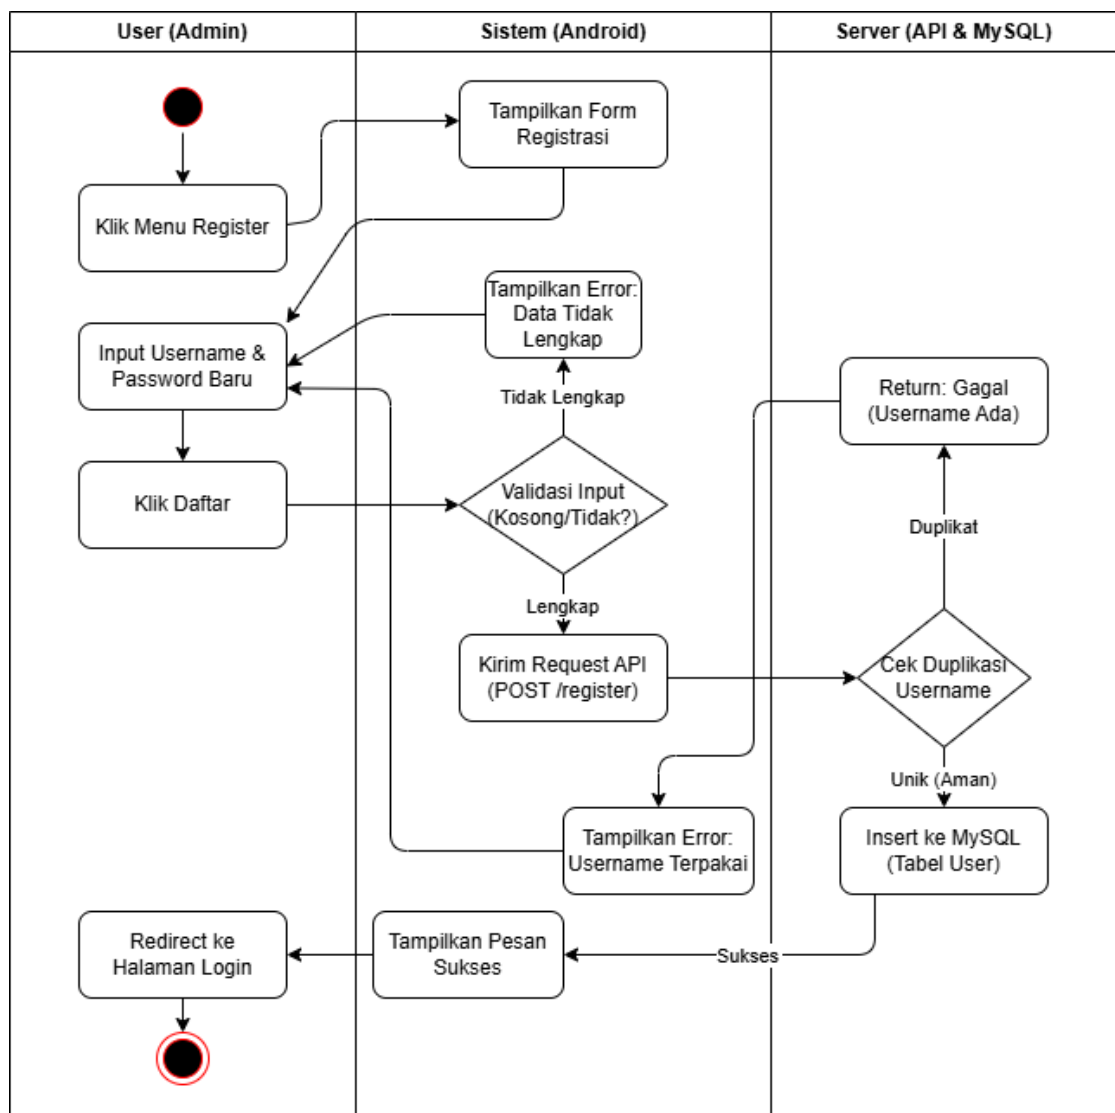 User (Admin)
Sistem (Android)
Server (API & MySQL)
Tampilkan Form
Registrasi
Klik Menu Register
Tampilkan Error:
Data Tidak
Lengkap
Input Username &
Password Baru
Return: Gagal
(Username Ada)
Tidak Lengkap
Klik Daftar
Validasi Input
(Kosong/Tidak?)
Duplikat
Lengkap
Kirim Request API
(POST /register)
Cek Duplikasi
Username
Unik (Aman)
Tampilkan Error:
Username Terpakai
Insert ke MySQL
(Tabel User)
Redirect ke
Halaman Login
Tampilkan Pesan
Sukses
Sukses